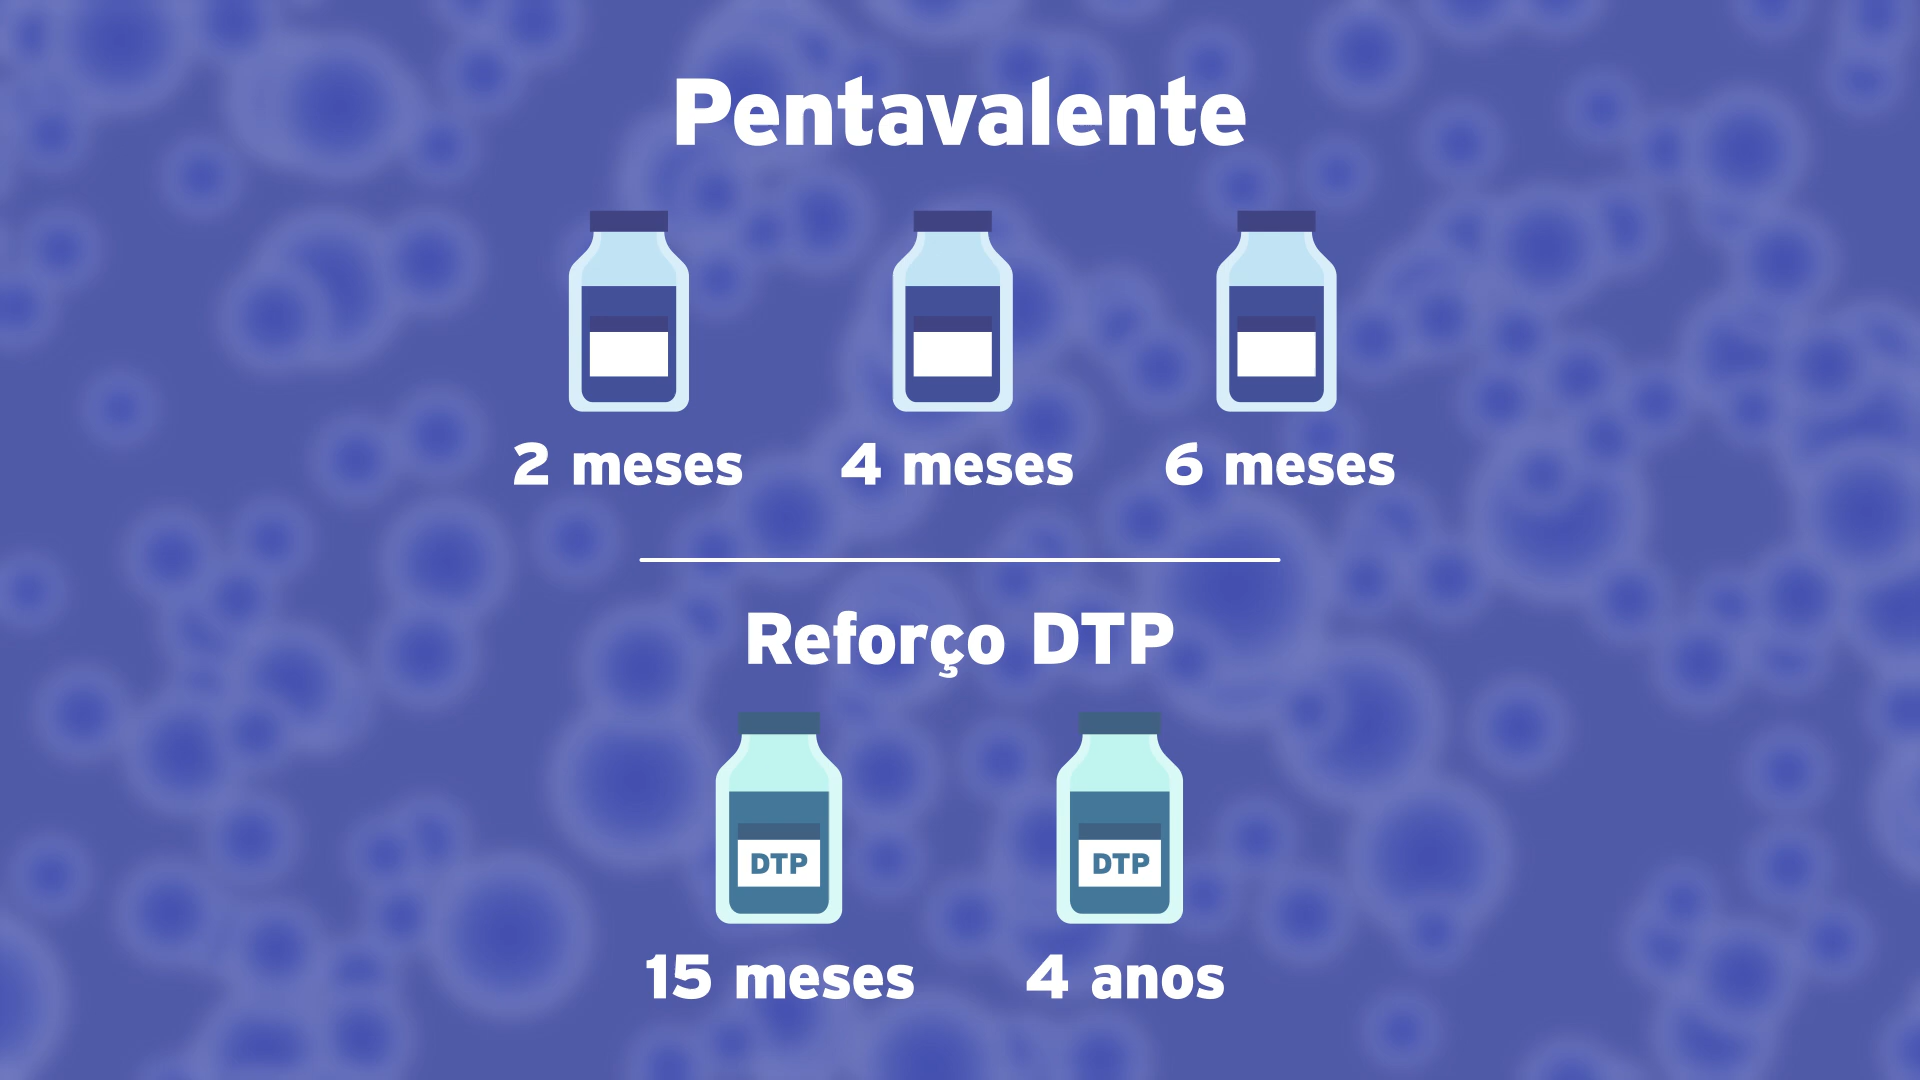 Pentavalente
2 meses 4 meses 6 meses
Reforço DTP
DTP DTP
15 meses 4 anos